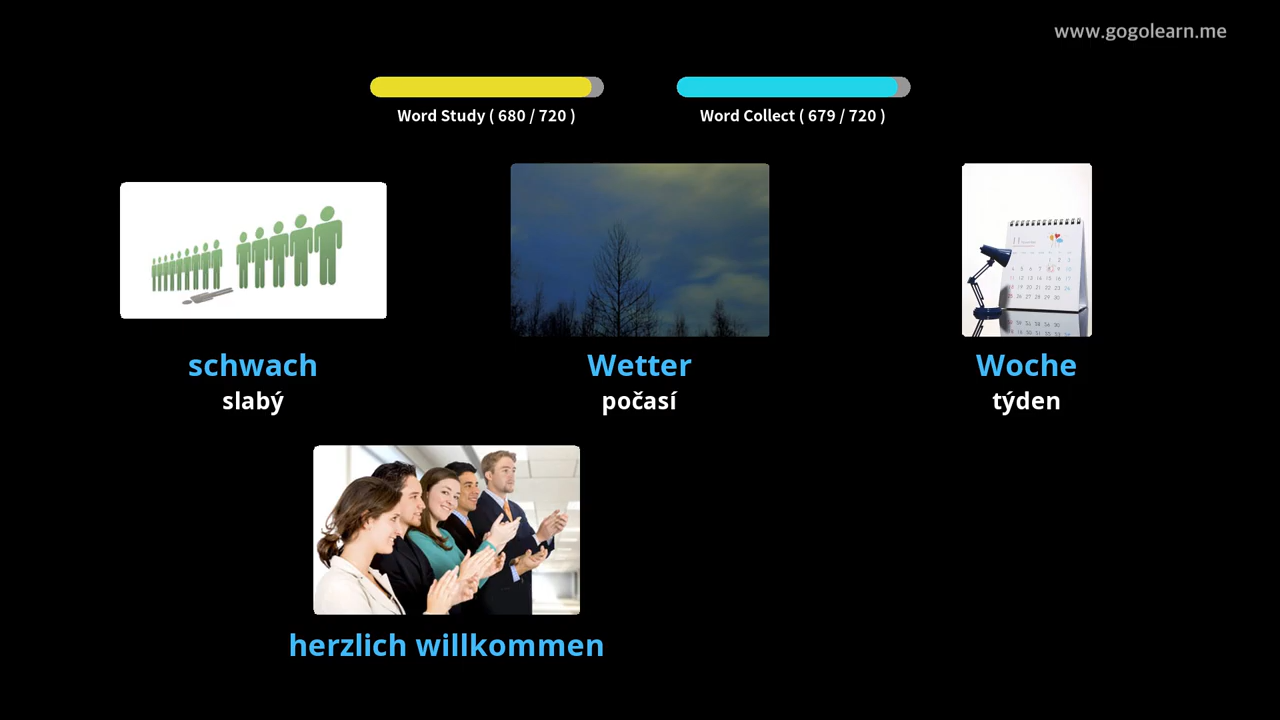 www.gogolearn.me
Word Study ( 680 / 720 )
Word Collect ( 679 / 720 )
schwach
slabý
Wetter
počasí
Woche
týden
herzlich willkommen